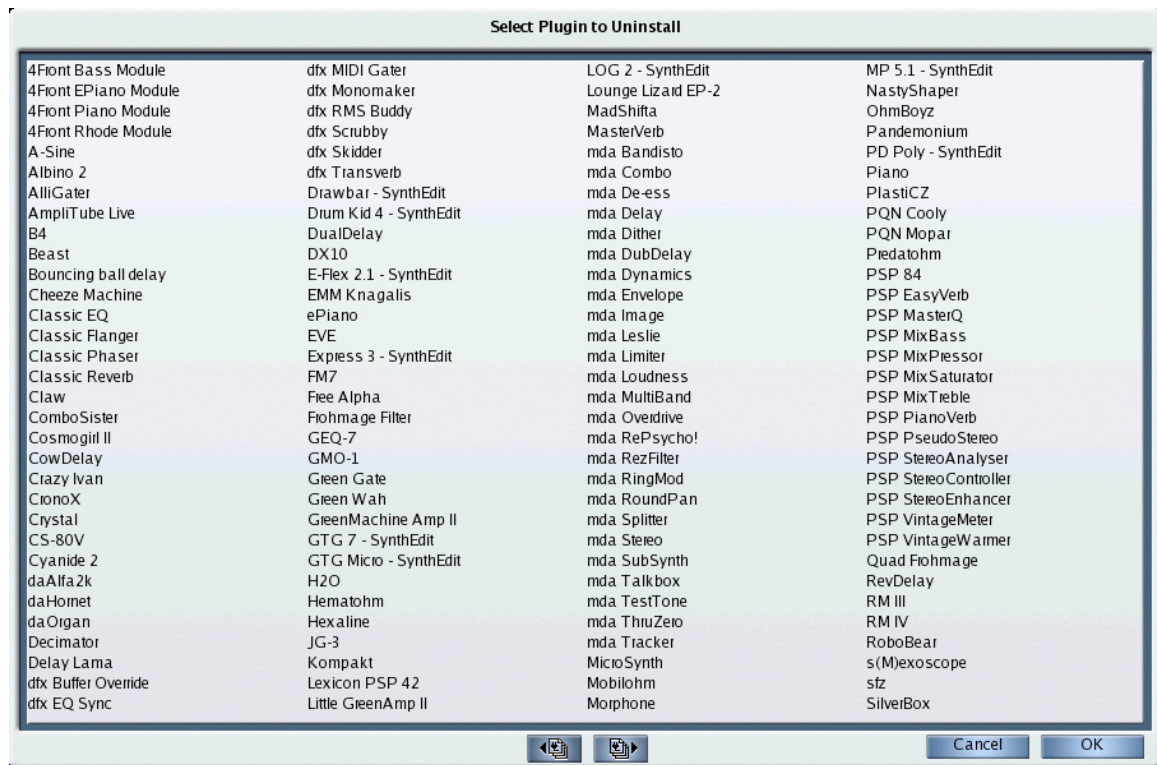 Select Plugin to Uninstall
4Front Bass Module
4Front EPiano Module
4Front Piano Module
4Front Rhode Module
A-Sine
Albino 2
AlliGater
AmpliTube Live
B4
Beast
Bouncing ball delay
Cheeze Machine
Classic EQ
Classic Flanger
Classic Phaser
Classic Reverb
Claw
ComboSister
Cosmogirl II
CowDelay
Crazy Ivan
CronoX
Crystal
CS-80V
Cyanide 2
daAlfa2k
daHornet
daOrgan
Decimator
Delay Lama
dfx Buffer Override
dfx EQ Sync
dfx MIDI Gater
dfx Monomaker
dfx RMS Buddy
dfx Scrubby
dfx Skidder
dfx Transverb
Drawbar - SynthEdit
Drum Kid 4 - SynthEdit
DualDelay
DX10
E-Flex 2.1 - SynthEdit
EMM Knagalis
ePiano
EVE
Express 3 - SynthEdit
FM7
Free Alpha
Frohmage Filter
GEQ-7
GMO-1
Green Gate
Green Wah
GreenMachine Amp II
GTG 7 - SynthEdit
GTG Micro - SynthEdit
H2O
Hematohm
Hexaline
JG-3
Kompakt
Lexicon PSP 42
Little GreenAmp II
LOG 2 - SynthEdit
Lounge Lizard EP-2
MadShifta
MasterVerb
mda Bandisto
mda Combo
mda De-ess
mda Delay
mda Dither
mda DubDelay
mda Dynamics
mda Envelope
mda Image
mda Leslie
mda Limiter
mda Loudness
mda MultiBand
mda Overdrive
mda RePsycho!
mda RezFilter
mda RingMod
mda RoundPan
mda Splitter
mda Stereo
mda SubSynth
mda Talkbox
mda TestTone
mda ThruZero
mda Tracker
MicroSynth
Mobilohm
Morphone
MP 5.1 - SynthEdit
NastyShaper
OhmBoyz
Pandemonium
PD Poly - SynthEdit
Piano
PlastiCZ
PQN Cooly
PQN Mopar
Predatohm
PSP 84
PSP EasyVerb
PSP MasterQ
PSP MixBass
PSP MixPressor
PSP MixSaturator
PSP MixTreble
PSP PianoVerb
PSP PseudoStereo
PSP StereoAnalyser
PSP StereoController
PSP StereoEnhancer
PSP VintageMeter
PSP VintageWarmer
Quad Frohmage
RevDelay
RM III
RM IV
RoboBear
s(M)exoscope
sfz
SilverBox
Cancel
OK